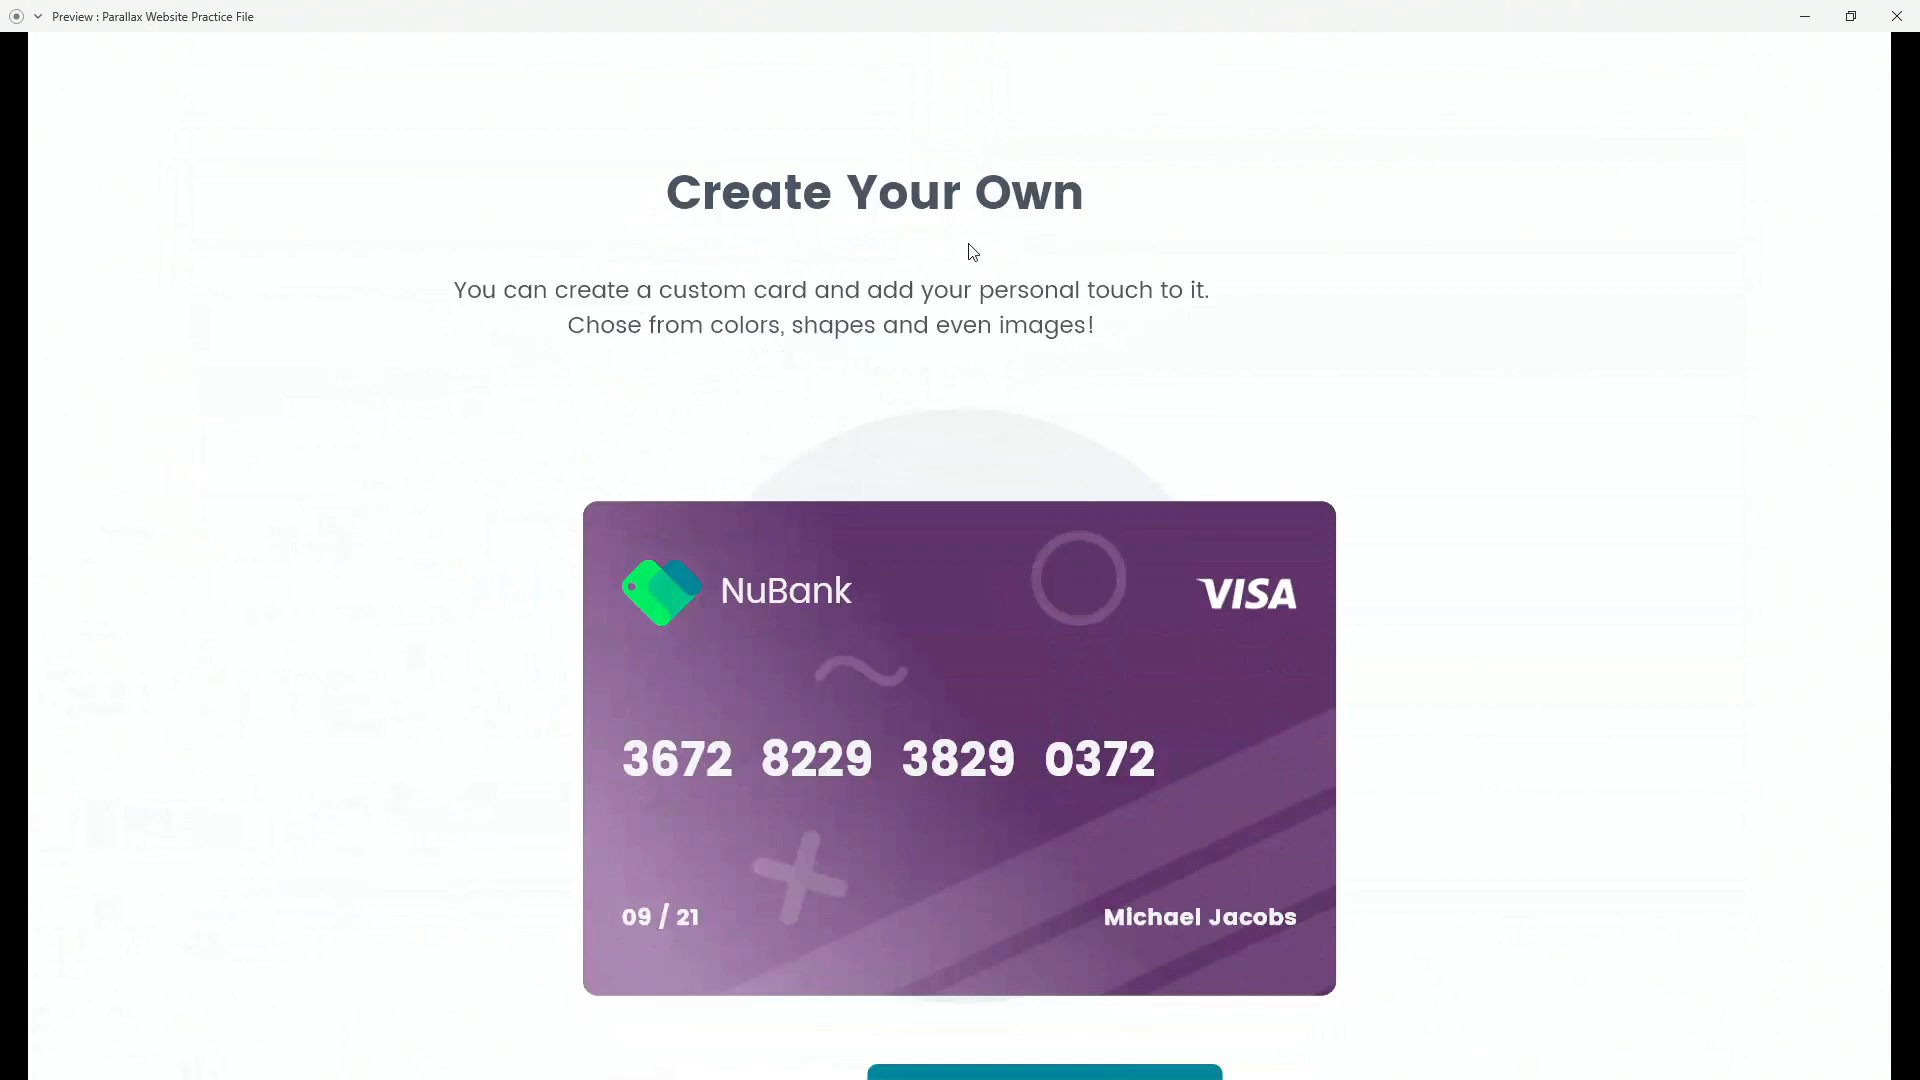 Preview : Parallax Website Practice File
Create Your Own
You can create a custom card and add your personal touch to it.
Chose from colors, shapes and even images!
NuBank
VISA
3672 8229 3829 0372
09 / 21
Michael Jacobs